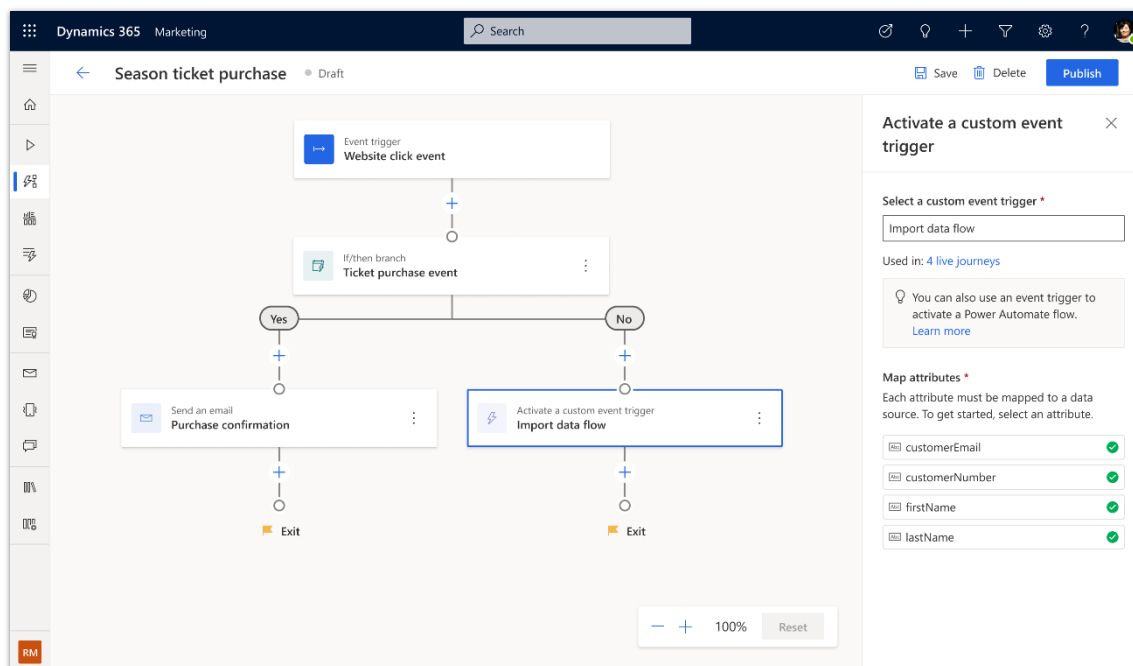 Dynamics 365 Marketing Search
Season ticket purchase Draft Save Delete Publish
Event trigger
Website click event
If/then branch
Ticket purchase event
Yes No
Send an email
Purchase confirmation
Activate a custom event trigger
Import data flow
Exit Exit
100% Reset
RM
Activate a custom event
trigger
Select a custom event trigger *
Import data flow
Used in: 4 live journeys
You can also use an event trigger to
activate a Power Automate flow.
Learn more
Map attributes *
Each attribute must be mapped to a data
source. To get started, select an attribute.
Abc customerEmail
Abc customerNumber
Abc firstName
Abc lastName